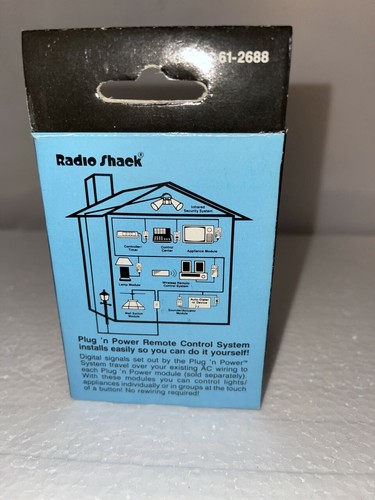 61-2688
Radio Shack®
Infrared
Security System
Controller/
Timer
Control
Center
Appliance Module
Lamp Module
Wireless Remote
Control System
Wall Switch
Module
Auto-Dialer
or Device
Plug 'n Power Remote Control System
installs easily so you can do it yourself!
Digital signals set out by the Plug 'n Power™
System travel over your existing AC wiring to
each Plug 'n Power module (sold separately).
With these modules you can control lights/
appliances individually or in groups at the touch
of a button! No rewiring required!